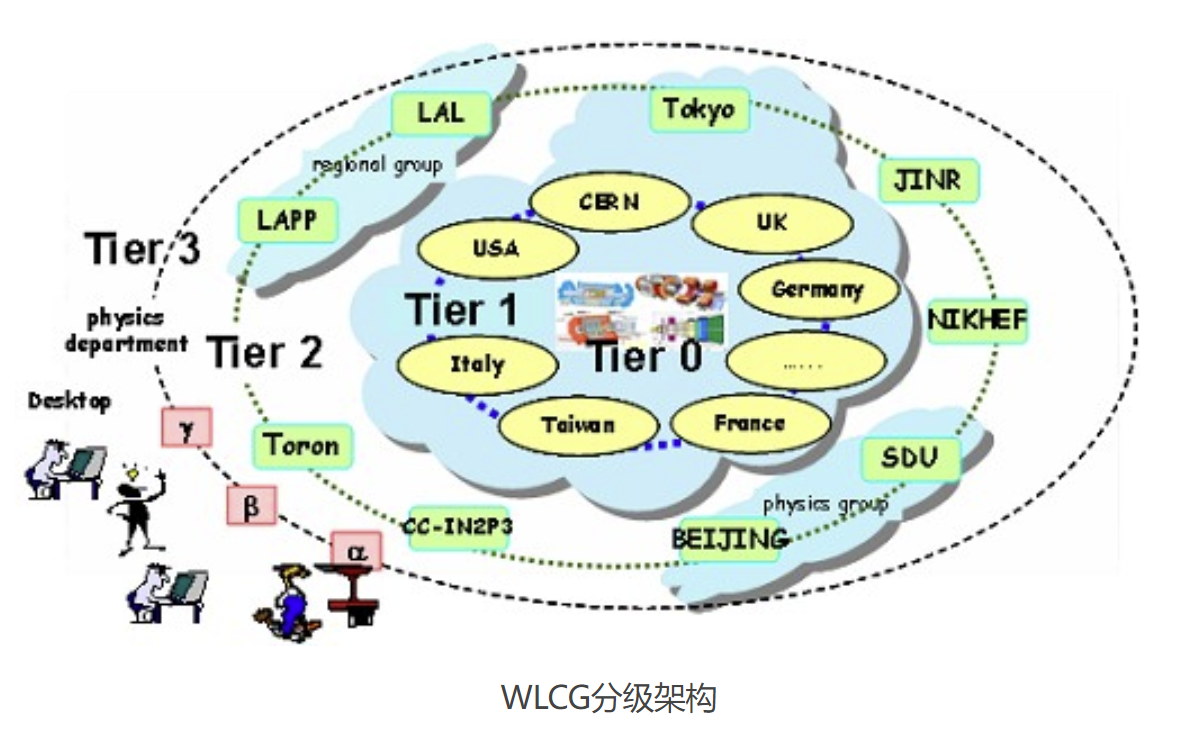 LAL
Tokyo
regional group
JINR
LAPP
CERN
UK
USA
Tier 3
Germany
Tier 1
physics
department
NIKHEF
Tier 2
Tier 0
Italy
.....
Desktop
γ
Taiwan
France
Toron
SDU
β
physics group
CC-IN2P3
BEIJING
α
WLCG分级架构